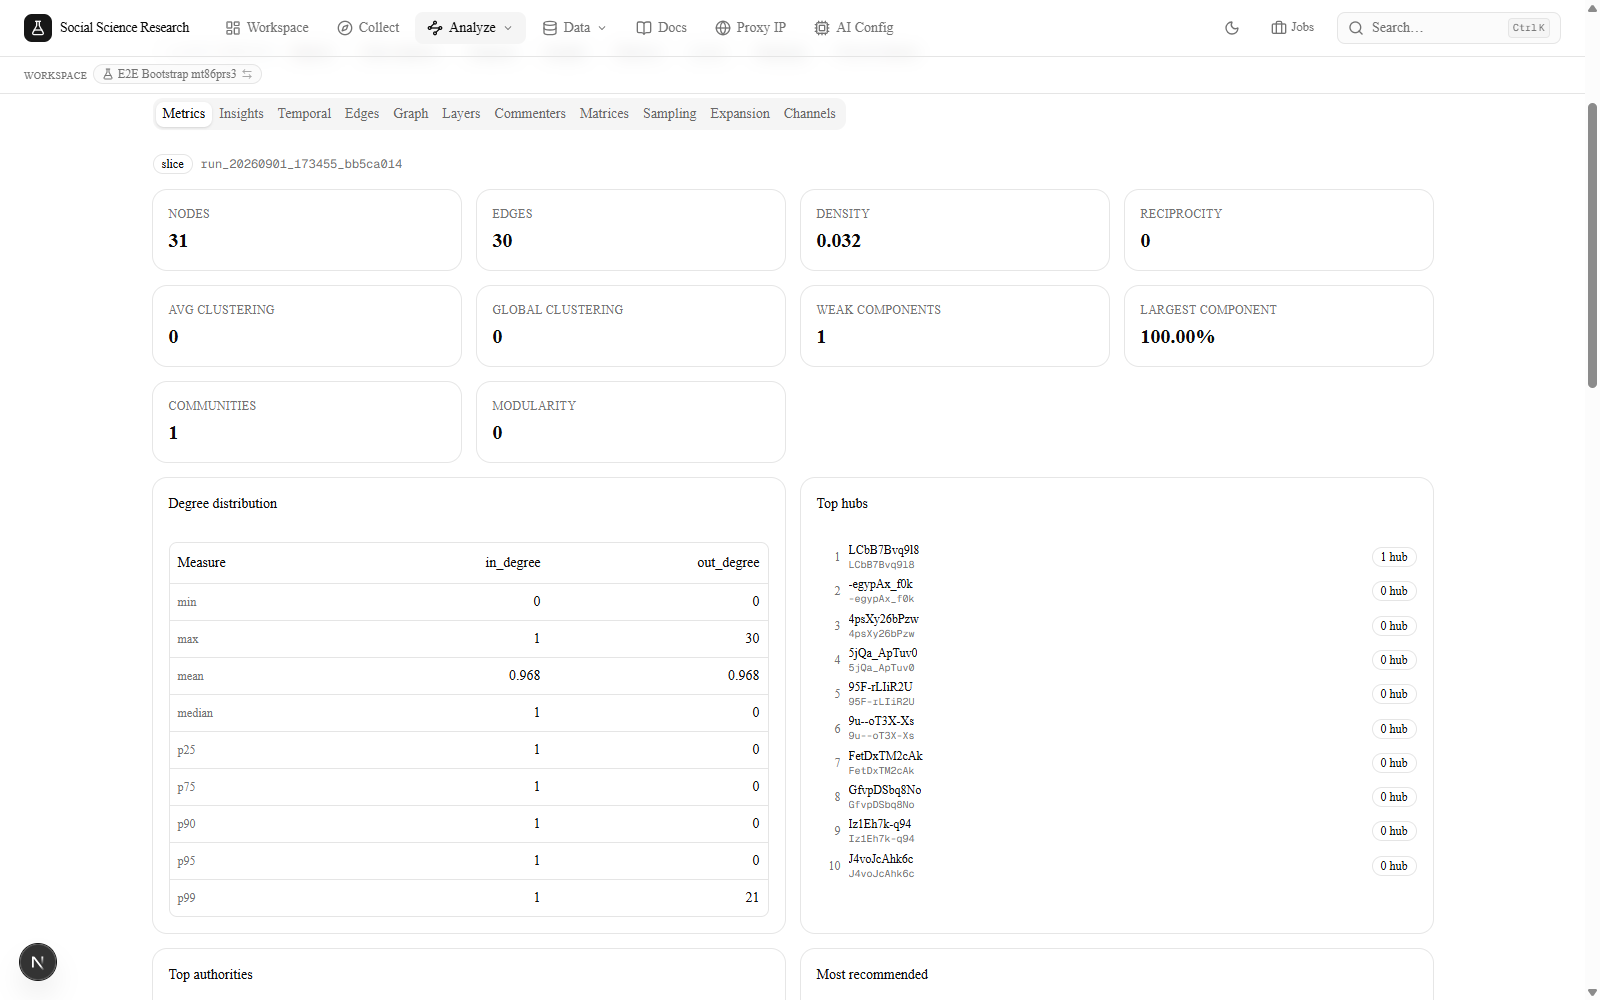 Social Science Research
Workspace
Collect
Analyze
Data
Docs
Proxy IP
AI Config
Jobs
Search…
Ctrl K
WORKSPACE
E2E Bootstrap mt86prs3
Metrics
Insights
Temporal
Edges
Graph
Layers
Commenters
Matrices
Sampling
Expansion
Channels
slice
run_20260901_173455_bb5ca014
NODES
31
EDGES
30
DENSITY
0.032
RECIPROCITY
0
AVG CLUSTERING
0
GLOBAL CLUSTERING
0
WEAK COMPONENTS
1
LARGEST COMPONENT
100.00%
COMMUNITIES
1
MODULARITY
0
Degree distribution
Measure in_degree out_degree
min 0 0
max 1 30
mean 0.968 0.968
median 1 0
p25 1 0
p75 1 0
p90 1 0
p95 1 0
p99 1 21
Top hubs
1 LCbB7Bvq9l8 1 hub
LCbB7Bvq9l8
2 -egypAx_f0k 0 hub
-egypAx_f0k
3 4psXy26bPzw 0 hub
4psXy26bPzw
4 5jQa_ApTuv0 0 hub
5jQa_ApTuv0
5 95F-rLIiR2U 0 hub
95F-rLIiR2U
6 9u--oT3X-Xs 0 hub
9u--oT3X-Xs
7 FetDxTM2cAk 0 hub
FetDxTM2cAk
8 GfvpDSbq8No 0 hub
GfvpDSbq8No
9 Iz1Eh7k-q94 0 hub
Iz1Eh7k-q94
10 J4voJcAhk6c 0 hub
J4voJcAhk6c
Top authorities
Most recommended
N